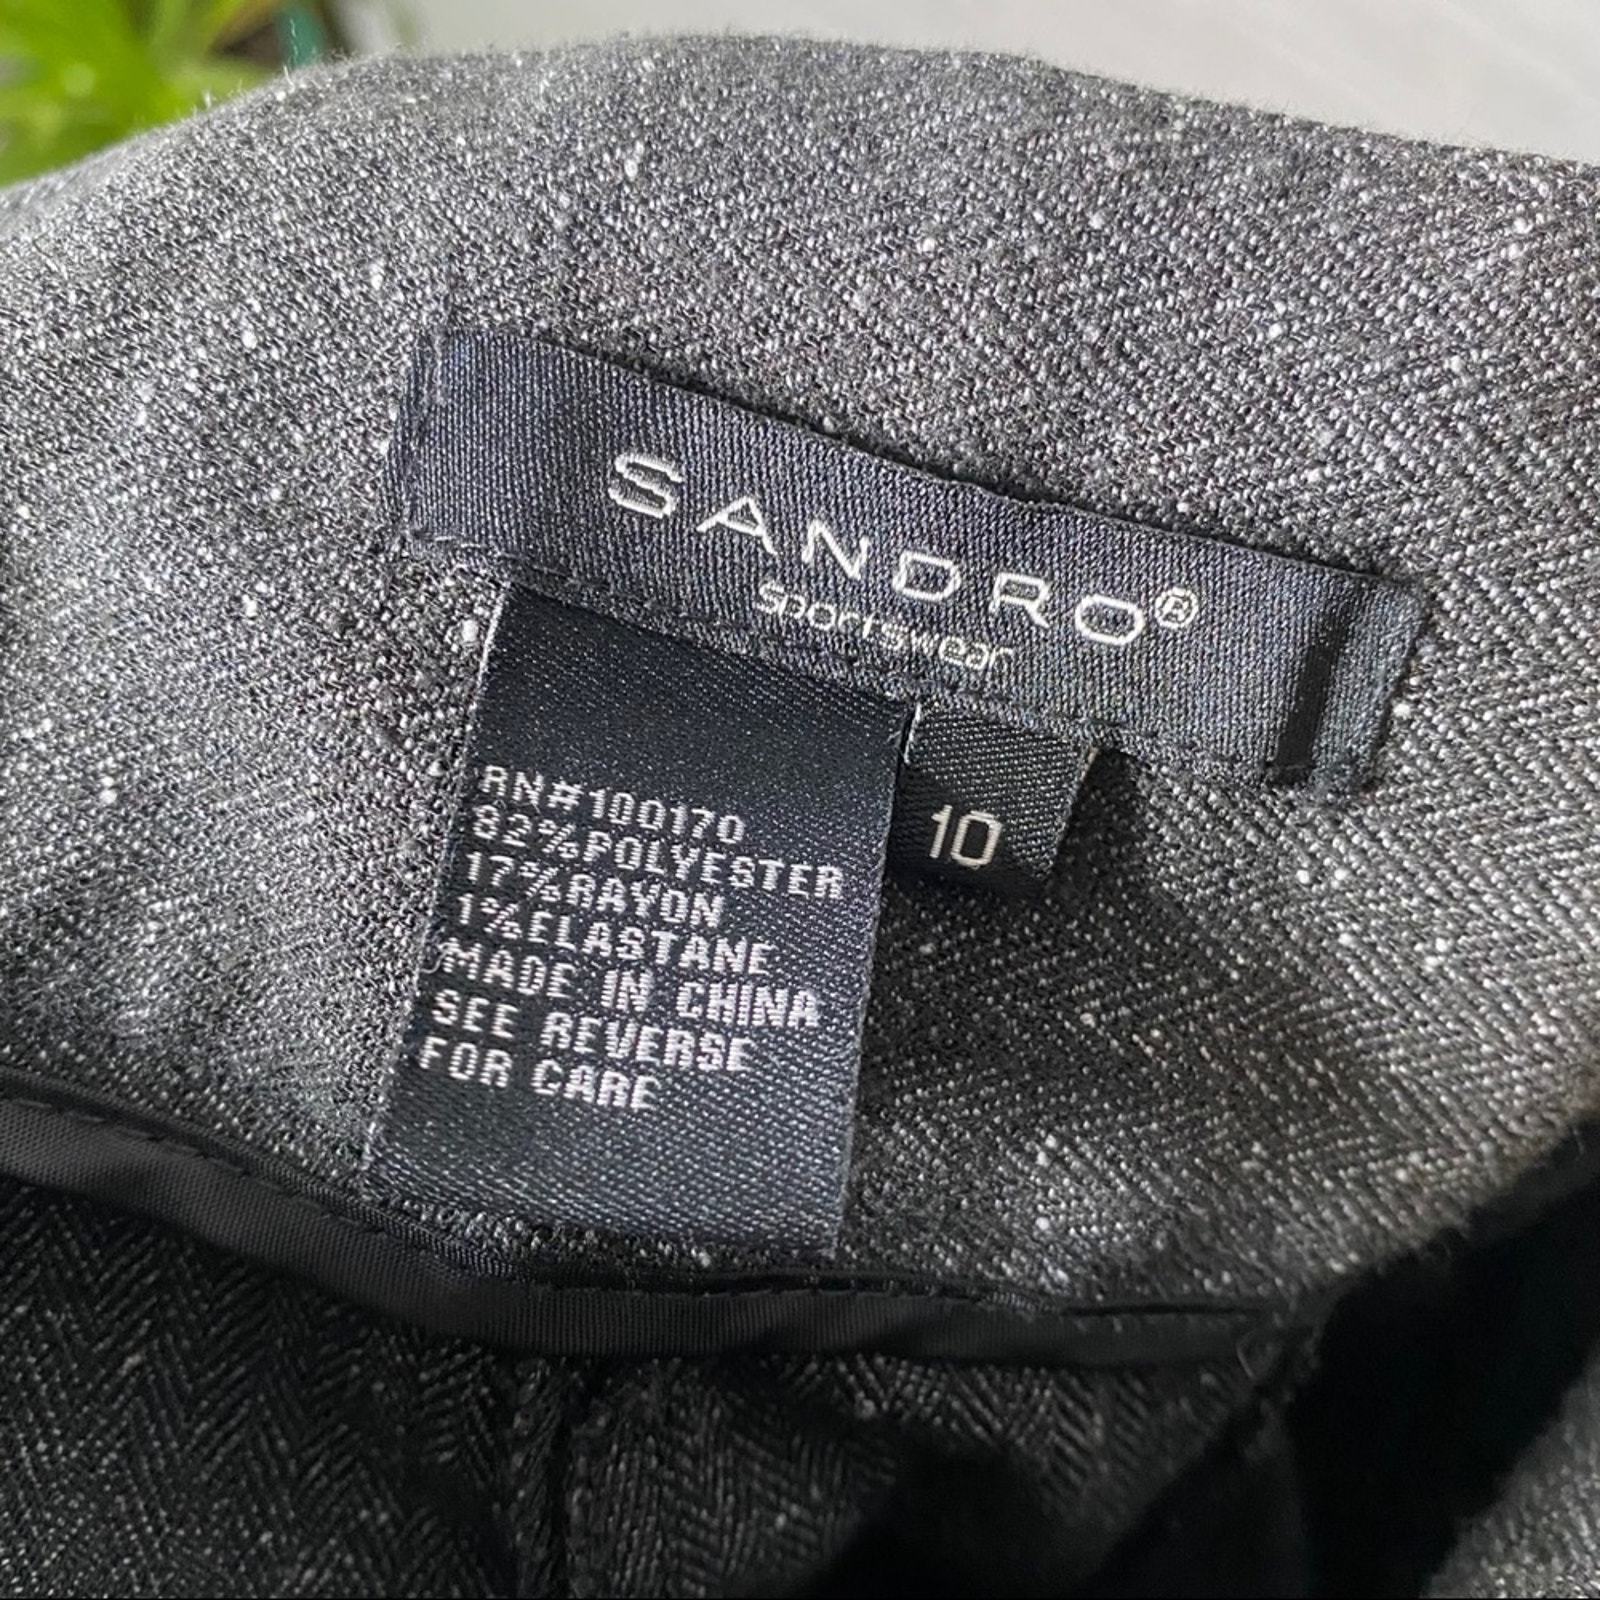 SANDRO®
sportswear
10
RN#100170
82%POLYESTER
17%RAYON
1%ELASTANE
MADE IN CHINA
SEE REVERSE
FOR CARE